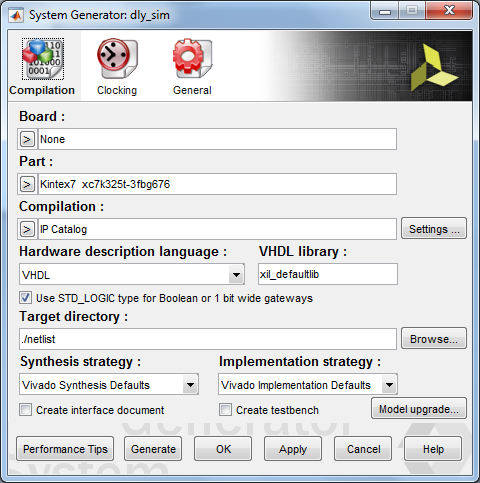 System Generator: dly_sim
Compilation
Clocking
General
Board :
> None
Part :
> Kintex7 xc7k325t-3fbg676
Compilation :
> IP Catalog
Settings ...
Hardware description language : VHDL library :
VHDL xil_defaultlib
Use STD_LOGIC type for Boolean or 1 bit wide gateways
Target directory :
./netlist
Browse...
Synthesis strategy : Implementation strategy :
Vivado Synthesis Defaults Vivado Implementation Defaults
Create interface document Create testbench Model upgrade...
Generator
Performance Tips Generate OK Apply Cancel Help
System